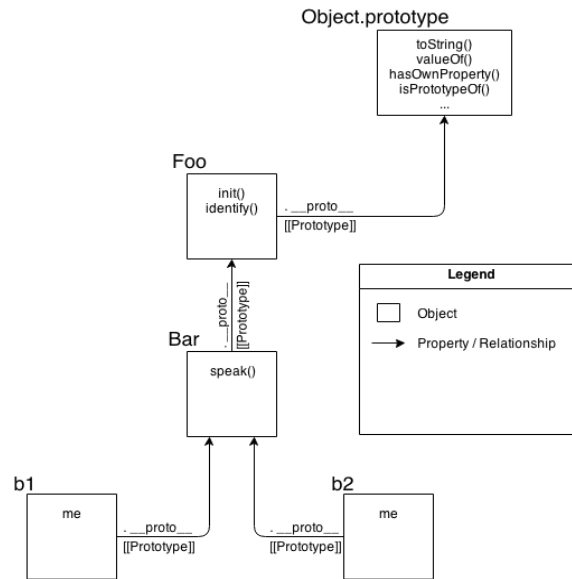 Object.prototype
toString()
valueOf()
hasOwnProperty()
isPrototypeOf()
...
Foo
init()
identify()
. __proto__
[[Prototype]]
. __proto__
[[Prototype]]
Legend
Object
Property / Relationship
Bar
speak()
b1
me
. __proto__
[[Prototype]]
b2
me
. __proto__
[[Prototype]]